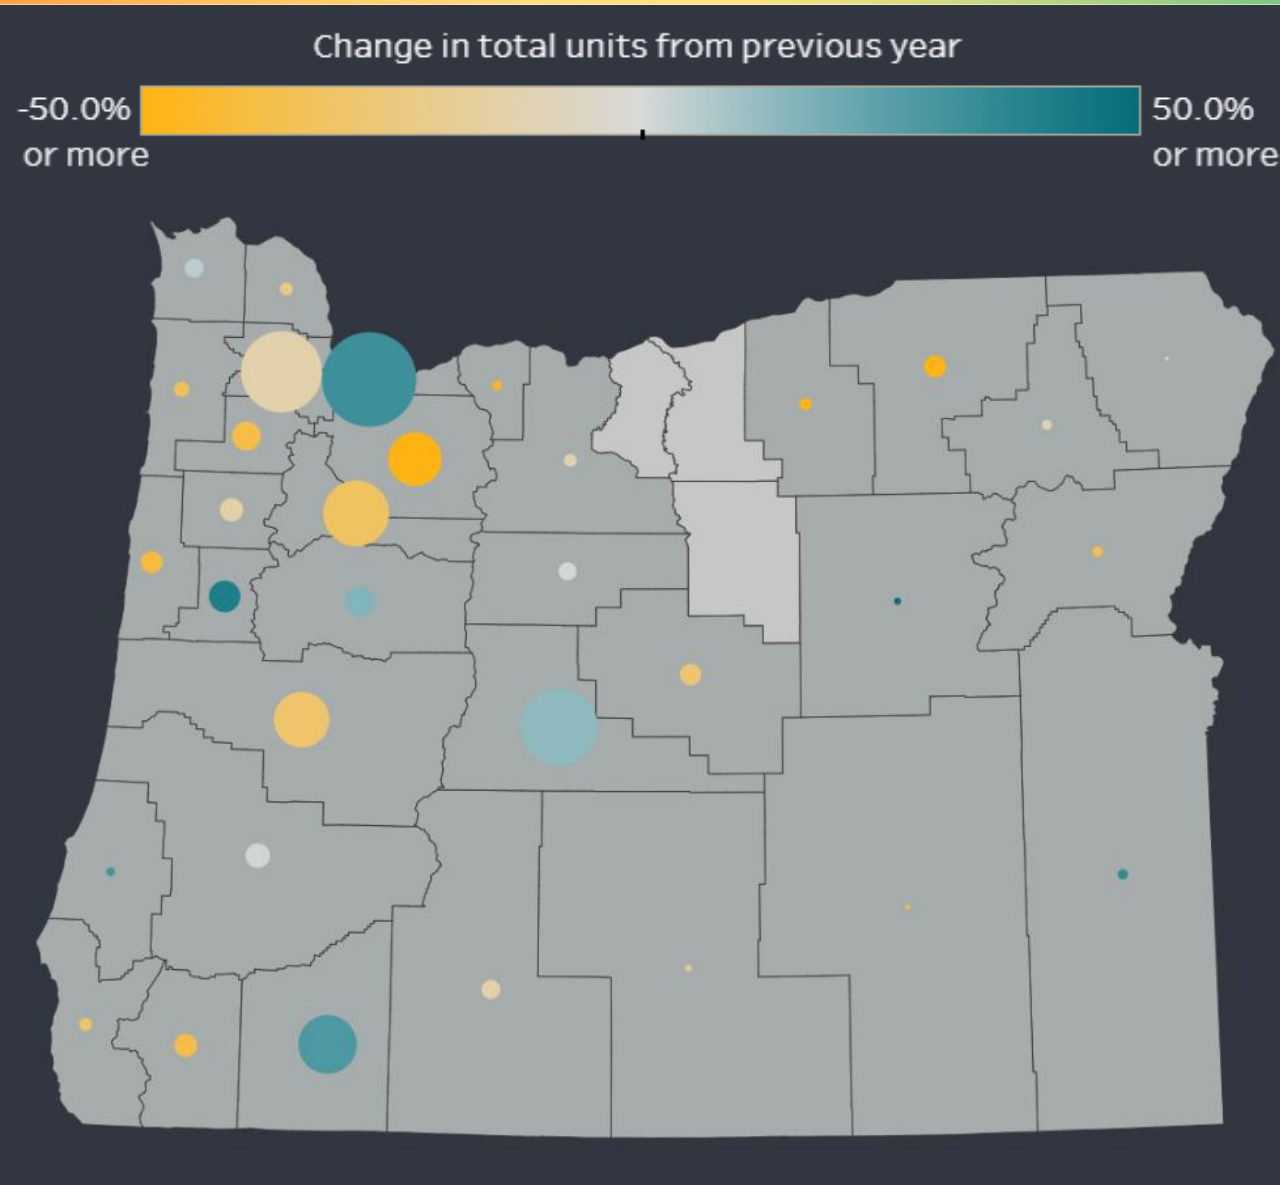 Change in total units from previous year
-50.0%
or more
50.0%
or more